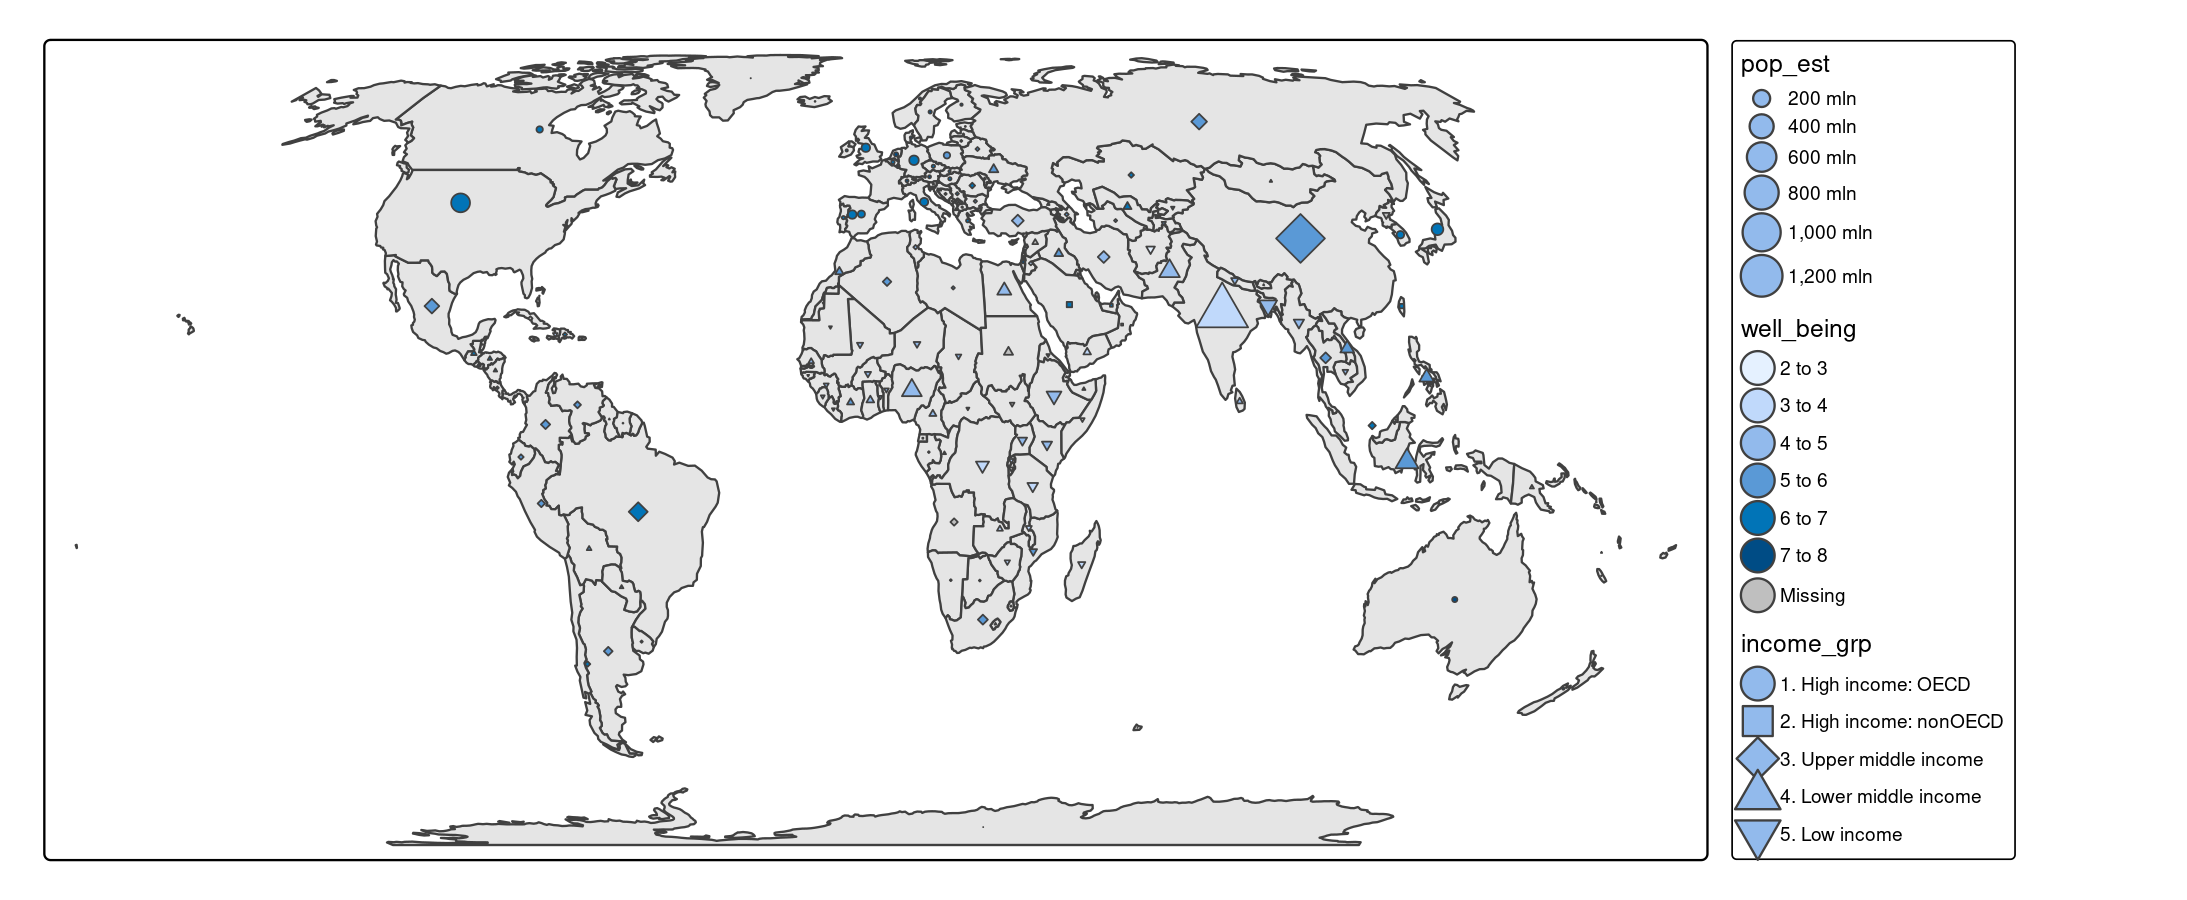 pop_est
200 mln
400 mln
600 mln
800 mln
1,000 mln
1,200 mln
well_being
2 to 3
3 to 4
4 to 5
5 to 6
6 to 7
7 to 8
Missing
income_grp
1. High income: OECD
2. High income: nonOECD
3. Upper middle income
4. Lower middle income
5. Low income